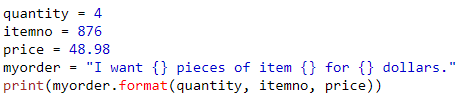 quantity = 4
itemno = 876
price = 48.98
myorder = "I want {} pieces of item {} for {} dollars."
print(myorder.format(quantity, itemno, price))